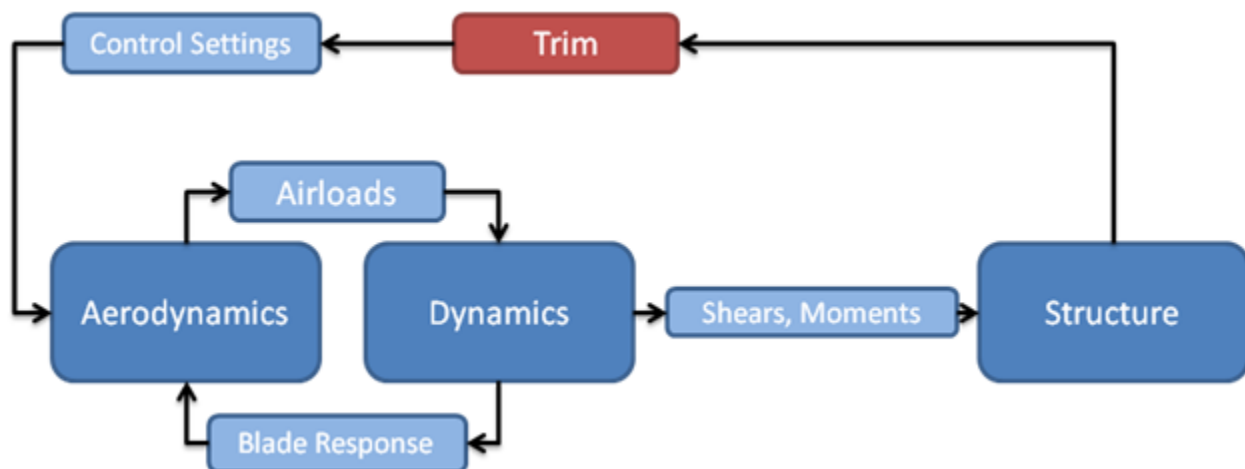 Control Settings
Trim
Airloads
Aerodynamics
Dynamics
Shears, Moments
Structure
Blade Response